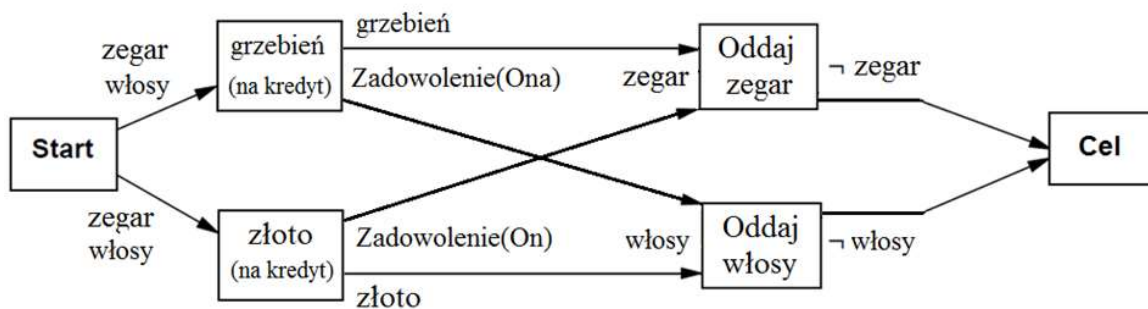 Start
zegar
włosy
zegar
włosy
grzebień
(na kredyt)
złoto
(na kredyt)
grzebień
Zadowolenie(Ona)
Zadowolenie(On)
złoto
zegar
Oddaj
zegar
¬ zegar
włosy
Oddaj
włosy
¬ włosy
Cel